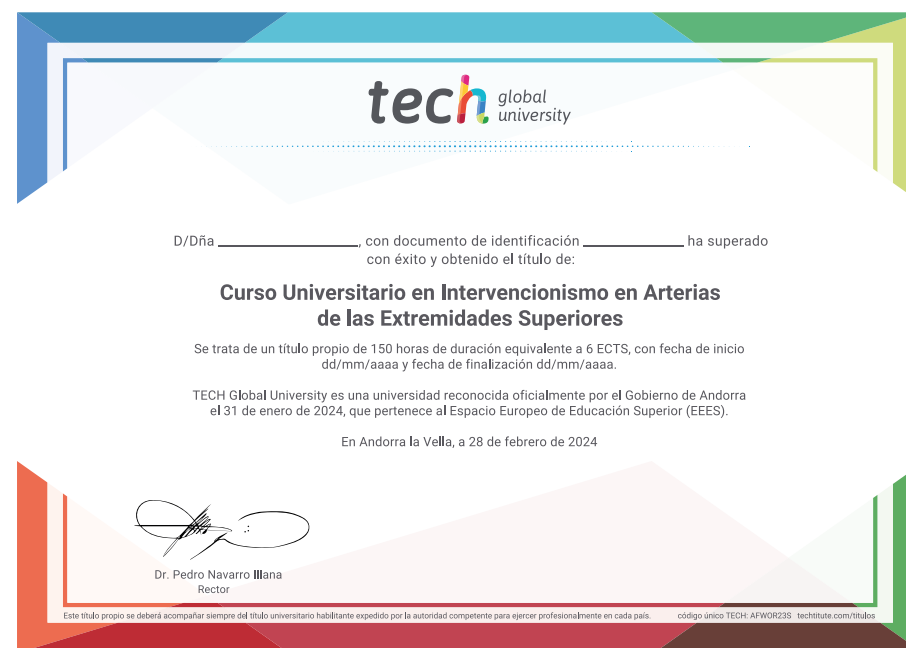 tech global
university
D/Dña ____________________, con documento de identificación ______________ ha superado
con éxito y obtenido el título de:
Curso Universitario en Intervencionismo en Arterias
de las Extremidades Superiores
Se trata de un título propio de 150 horas de duración equivalente a 6 ECTS, con fecha de inicio
dd/mm/aaaa y fecha de finalización dd/mm/aaaa.
TECH Global University es una universidad reconocida oficialmente por el Gobierno de Andorra
el 31 de enero de 2024, que pertenece al Espacio Europeo de Educación Superior (EEES).
En Andorra la Vella, a 28 de febrero de 2024
Dr. Pedro Navarro Illana
Rector
Este título propio se deberá acompañar siempre del título universitario habilitante expedido por la autoridad competente para ejercer profesionalmente en cada país. código único TECH: AFWOR23S techtitute.com/titulos